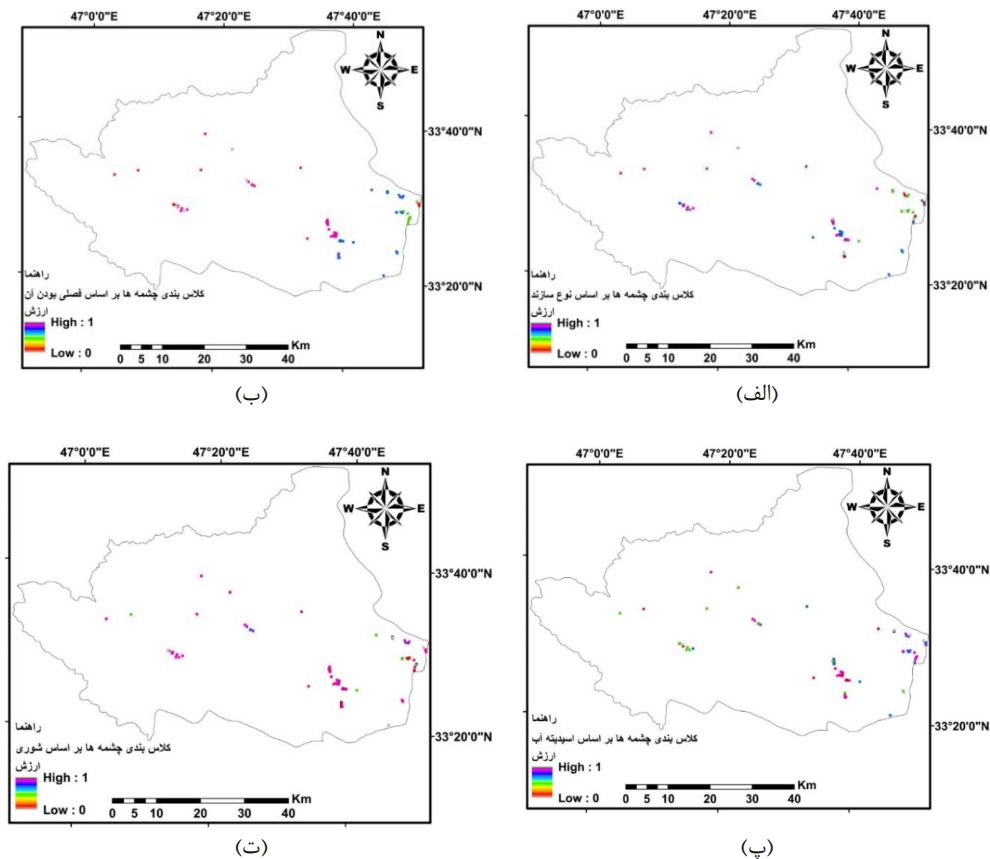 47°0'0"E 47°20'0"E 47°40'0"E
N
W E
S
33°40'0"N
33°20'0"N
راهنما
کلاس بندی چشمه ها بر اساس نوع سازند
ارزش
High : 1
Low : 0
Km
0 5 10 20 30 40
(الف)
47°0'0"E 47°20'0"E 47°40'0"E
N
W E
S
33°40'0"N
33°20'0"N
راهنما
کلاس بندی چشمه ها بر اساس فصلی بودن آن
ارزش
High : 1
Low : 0
Km
0 5 10 20 30 40
(ب)
47°0'0"E 47°20'0"E 47°40'0"E
N
W E
S
33°40'0"N
33°20'0"N
راهنما
کلاس بندی چشمه ها بر اساس اسیدیته آب
ارزش
High : 1
Low : 0
Km
0 5 10 20 30 40
(پ)
47°0'0"E 47°20'0"E 47°40'0"E
N
W E
S
33°40'0"N
33°20'0"N
راهنما
کلاس بندی چشمه ها بر اساس شوری
ارزش
High : 1
Low : 0
Km
0 5 10 20 30 40
(ت)